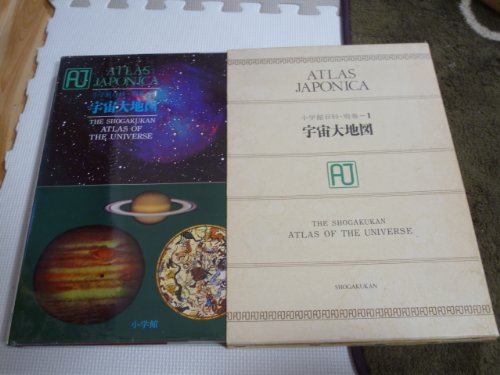 AJ
ATLAS
JAPONICA
宇宙大地図
THE SHOGAKUKAN
ATLAS OF
THE UNIVERSE
小学館
ATLAS
JAPONICA
小学館百科・別巻—1
宇宙大地図
AJ
THE SHOGAKUKAN
ATLAS OF THE UNIVERSE
SHOGAKUKAN